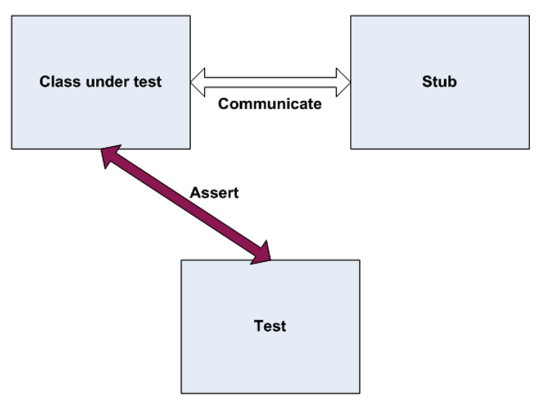 Class under test
Stub
Communicate
Assert
Test